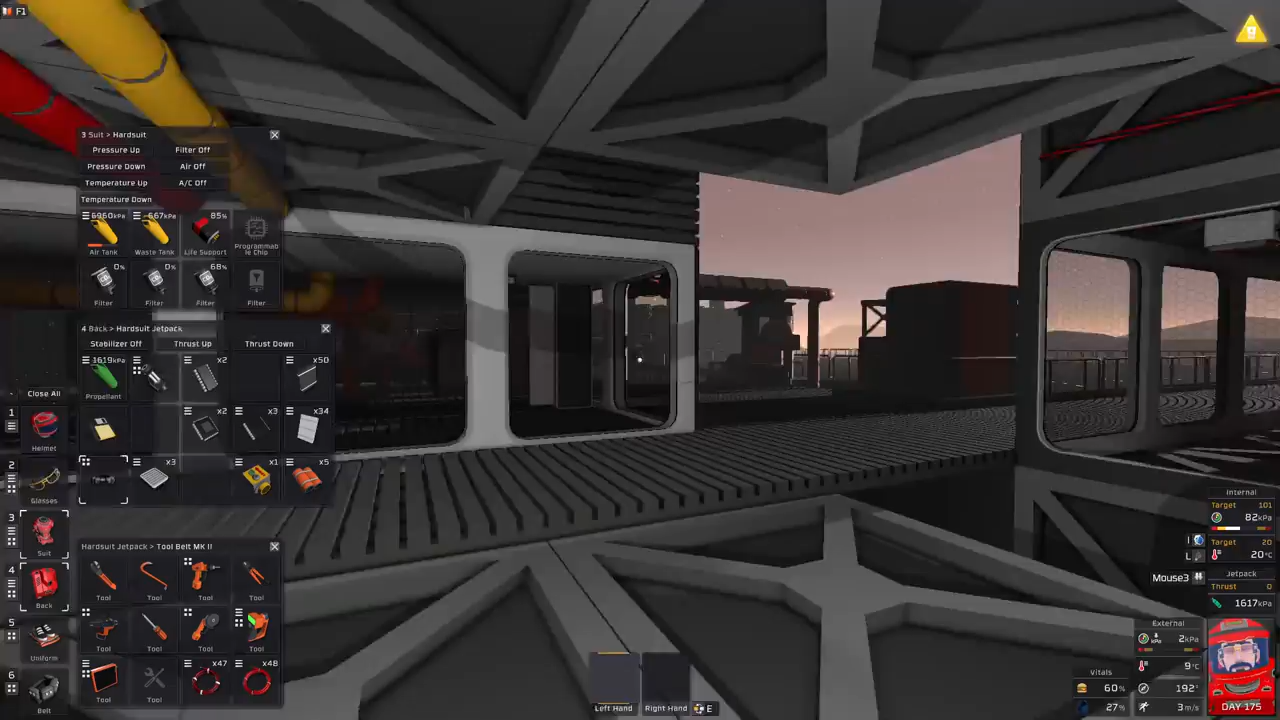 F1
3 Suit > Hardsuit
Pressure Up
Filter Off
Pressure Down
Air Off
Temperature Up
A/C Off
Temperature Down
6960kPa
-667kPa
85%
Air Tank
Waste Tank
Life Support
Programmab
le Chip
0%
0%
68%
Filter
Filter
Filter
Filter
4 Back > Hardsuit Jetpack
Stabilizer Off
Thrust Up
Thrust Down
1619kPa
x2
x50
Propellant
x2
x3
x34
x3
x1
x5
Close All
1
Helmet
2
Glasses
3
Suit
4
Back
5
Uniform
6
Belt
Hardsuit Jetpack > Tool Belt MK II
Tool
Tool
Tool
Tool
Tool
Tool
Tool
Tool
x47
x48
Tool
Tool
Tool
Tool
Left Hand
Right Hand
E
Internal
Target 101
82kPa
Target 20
20°C
Jetpack
Mouse3
Thrust 0
1617kPa
External
2kPa
9°C
192°
3m/s
Vitals
60%
27%
DAY 175